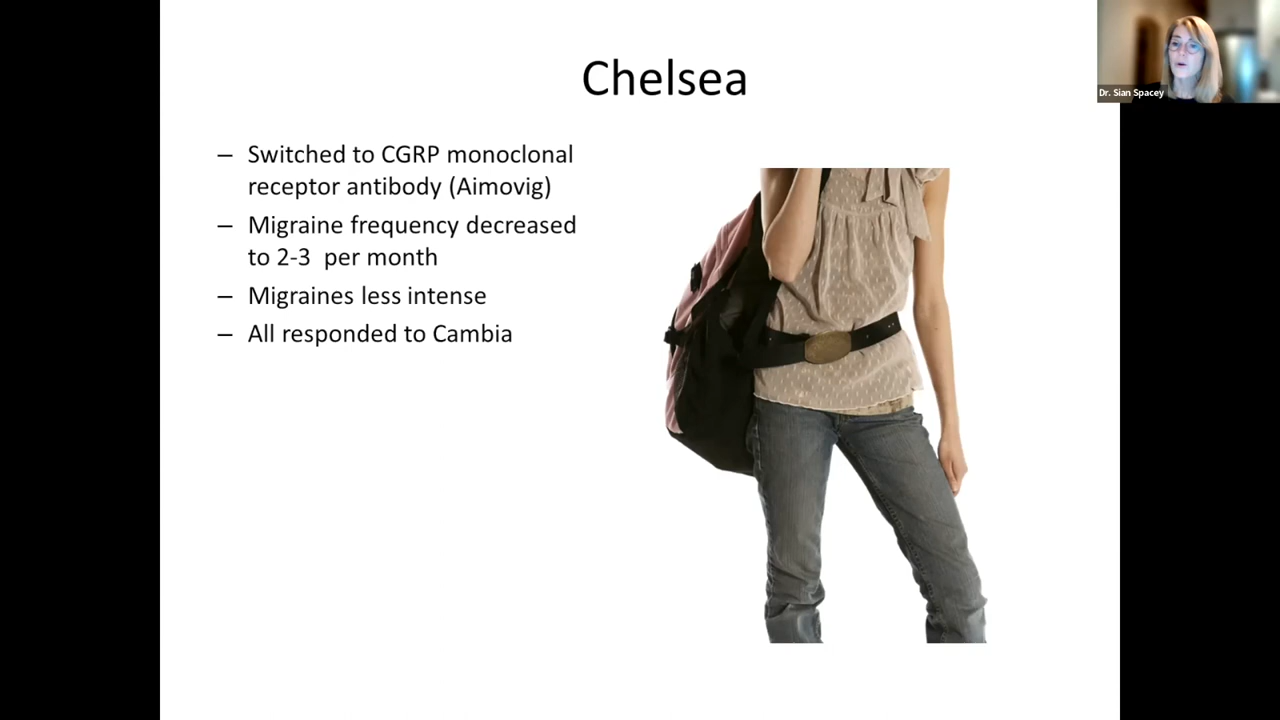 Chelsea
– Switched to CGRP monoclonal
receptor antibody (Aimovig)
– Migraine frequency decreased
to 2-3  per month
– Migraines less intense
– All responded to Cambia
Dr. Sian Spacey